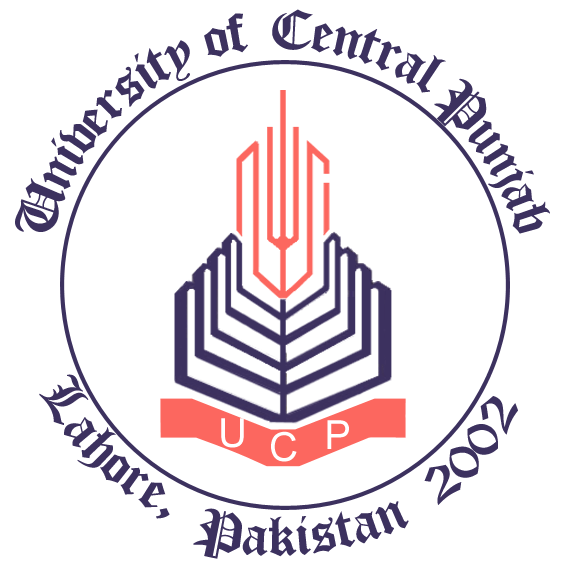 University of Central Punjab
UCP
Lahore, Pakistan 2002